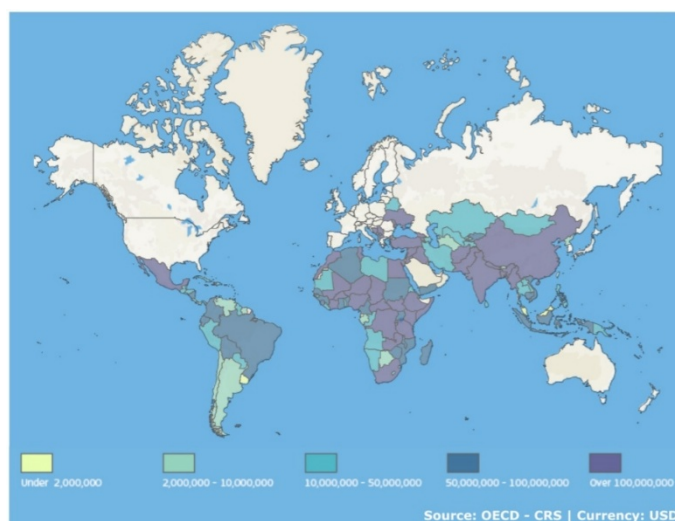 Under 2,000,000
2,000,000 - 10,000,000
10,000,000 - 50,000,000
50,000,000 - 100,000,000
Over 100,000,000
Source: OECD - CRS | Currency: USD